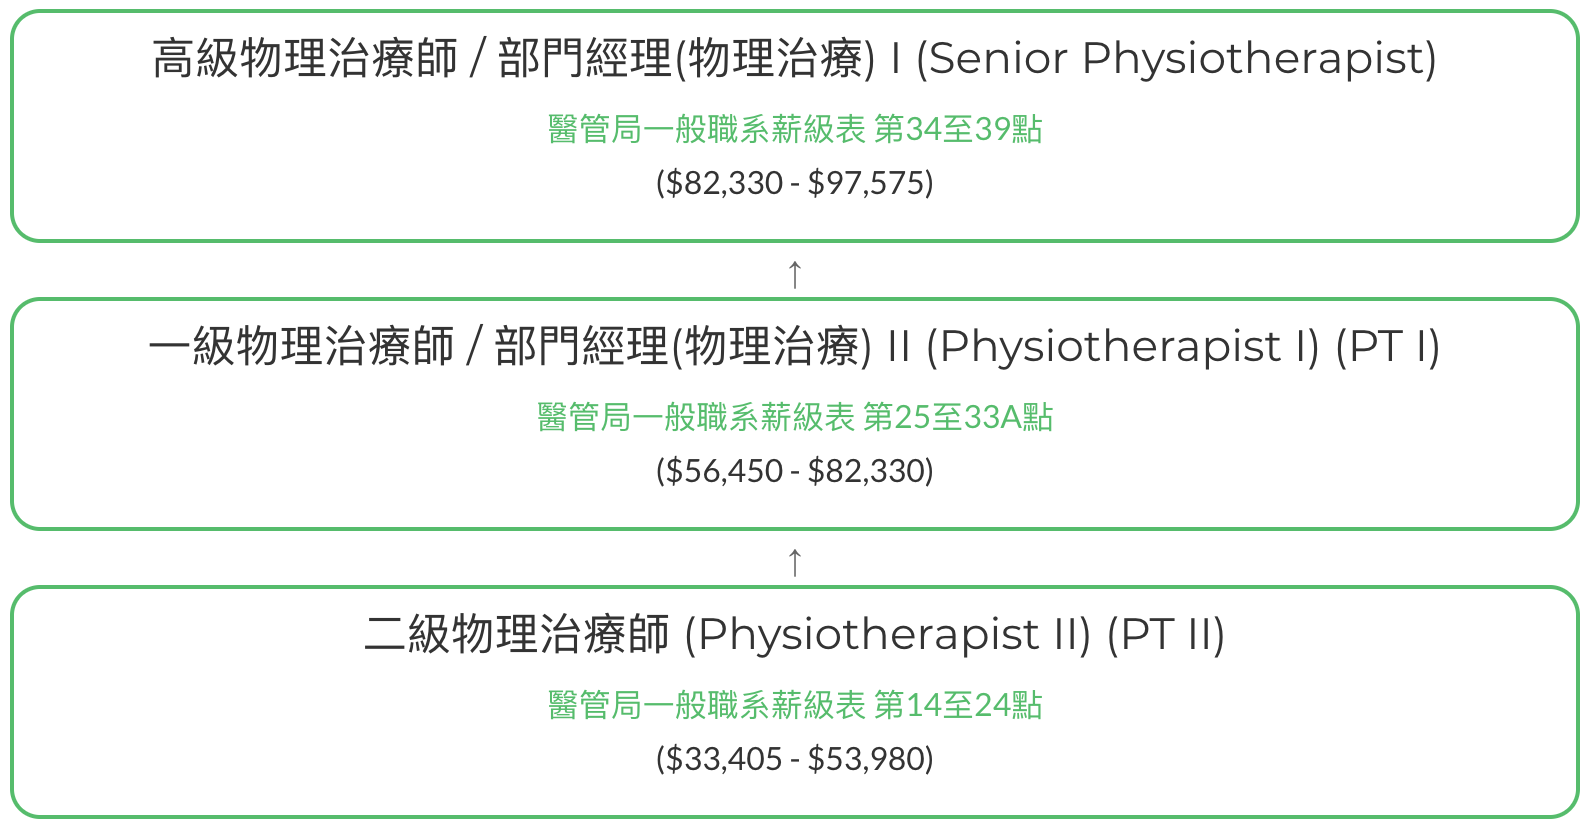 高級物理治療師 / 部門經理(物理治療) I (Senior Physiotherapist)
醫管局一般職系薪級表 第34至39點
($82,330 - $97,575)
↑
一級物理治療師 / 部門經理(物理治療) II (Physiotherapist I) (PT I)
醫管局一般職系薪級表 第25至33A點
($56,450 - $82,330)
↑
二級物理治療師 (Physiotherapist II) (PT II)
醫管局一般職系薪級表 第14至24點
($33,405 - $53,980)